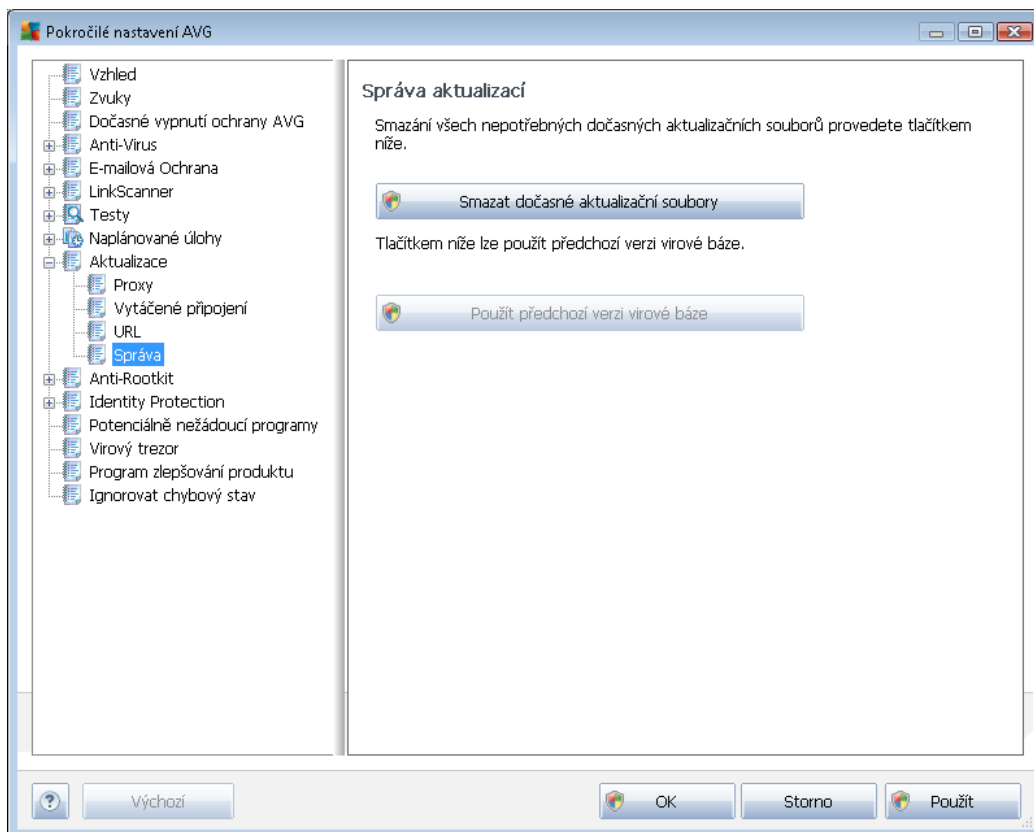 Pokročilé nastavení AVG
Vzhled
Zvuky
Dočasné vypnutí ochrany AVG
Anti-Virus
E-mailová Ochrana
LinkScanner
Testy
Naplánované úlohy
Aktualizace
Proxy
Vytáčené připojení
URL
Správa
Anti-Rootkit
Identity Protection
Potenciálně nežádoucí programy
Virový trezor
Program zlepšování produktu
Ignorovat chybový stav
Správa aktualizací
Smazání všech nepotřebných dočasných aktualizačních souborů provedete tlačítkem
níže.
Smazat dočasné aktualizační soubory
Tlačítkem níže lze použít předchozí verzi virové báze.
Použít předchozí verzi virové báze
?
Výchozí
OK
Storno
Použít